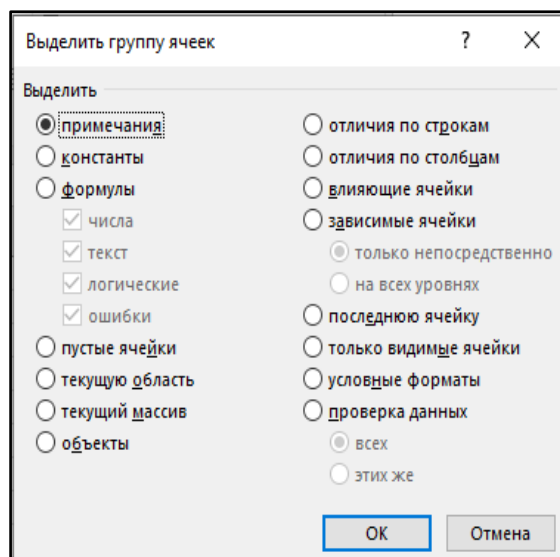 Выделить группу ячеек ?
Выделить
примечания
константы
формулы
числа
текст
логические
ошибки
пустые ячейки
текущую область
текущий массив
объекты
отличия по строкам
отличия по столбцам
влияющие ячейки
зависимые ячейки
только непосредственно
на всех уровнях
последнюю ячейку
только видимые ячейки
условные форматы
проверка данных
всех
этих же
ОК
Отмена